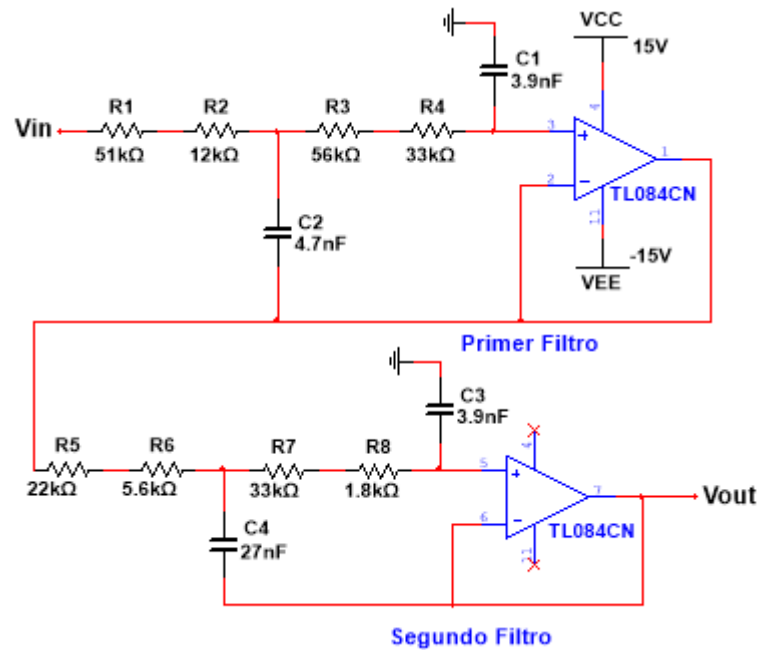 VCC
15V
C1
3.9nF
R1
R2
R3
R4
Vin
51kΩ
12kΩ
56kΩ
33kΩ
3
+
2
−
4
1
11
TL084CN
C2
4.7nF
-15V
VEE
Primer Filtro
C3
3.9nF
R5
R6
R7
R8
22kΩ
5.6kΩ
33kΩ
1.8kΩ
5
+
6
−
4
7
11
Vout
TL084CN
C4
27nF
Segundo Filtro